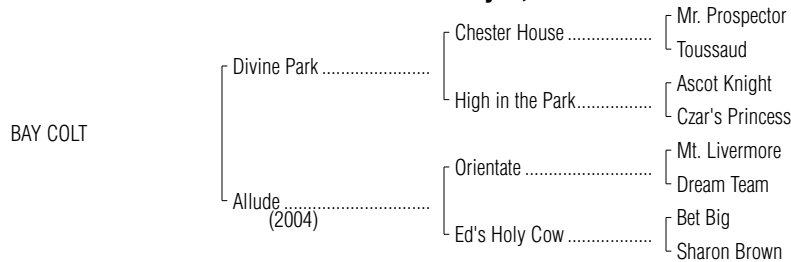 Mr. Prospector
Chester House ..................
Toussaud
Divine Park .......................
Ascot Knight
High in the Park................
Czar's Princess
BAY COLT
Mt. Livermore
Orientate ...........................
Dream Team
Allude ...............................
(2004)
Bet Big
Ed's Holy Cow ..................
Sharon Brown